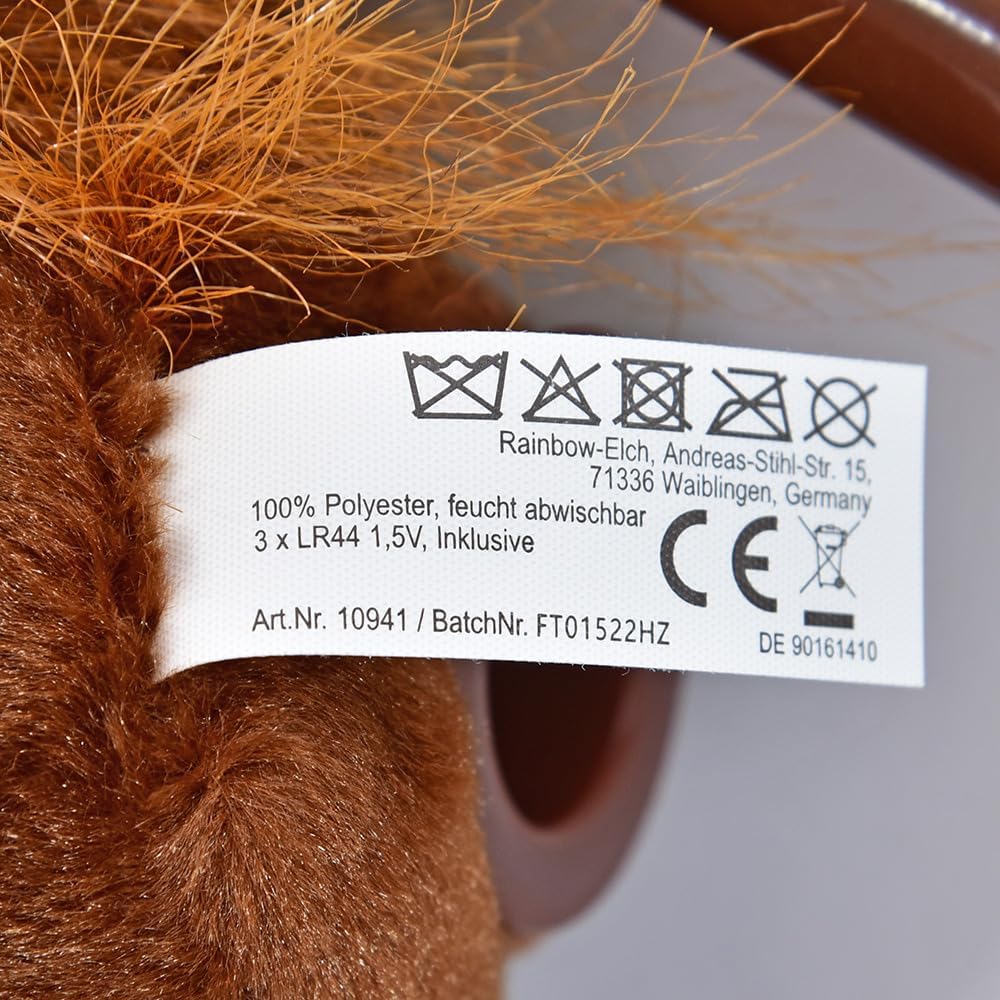 Rainbow-Elch, Andreas-Stihl-Str. 15,
71336 Waiblingen, Germany
100% Polyester, feucht abwischbar
3 x LR44 1,5V, Inklusive
CE
Art.Nr. 10941 / BatchNr. FT01522HZ
DE 90161410